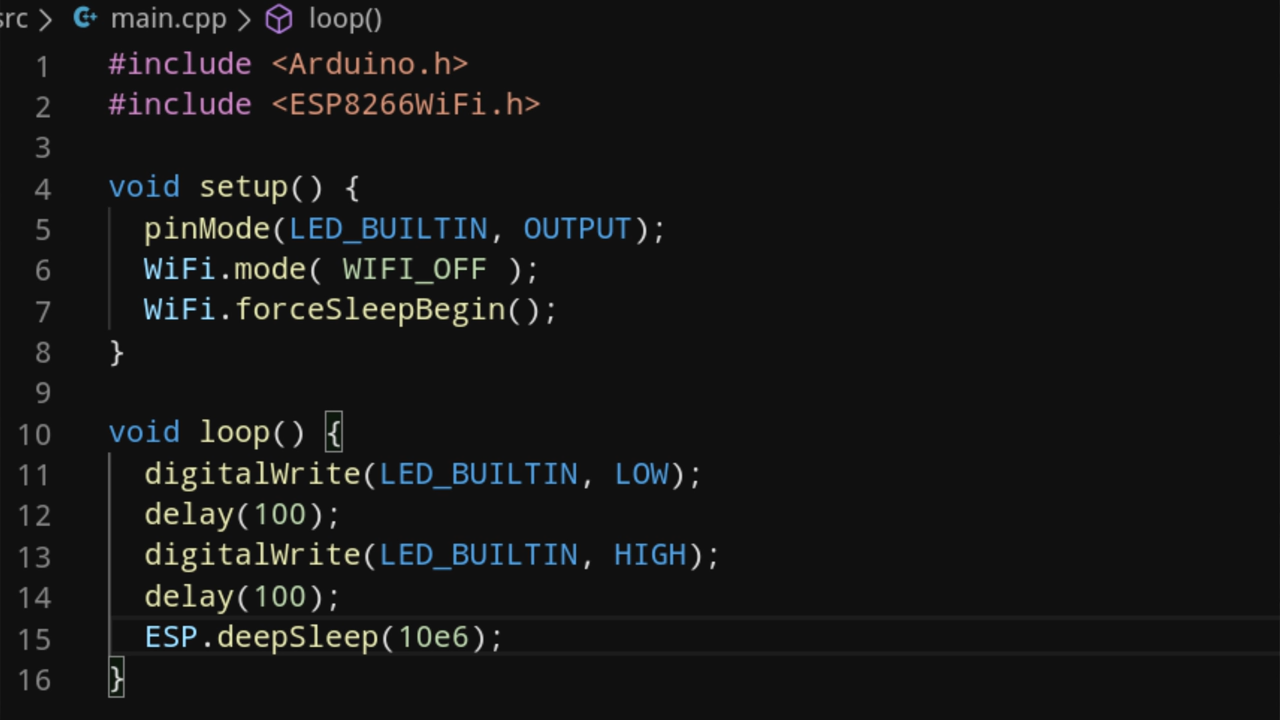 src > main.cpp > loop()
1 #include <Arduino.h>
2 #include <ESP8266WiFi.h>
3
4 void setup() {
5   pinMode(LED_BUILTIN, OUTPUT);
6   WiFi.mode( WIFI_OFF );
7   WiFi.forceSleepBegin();
8 }
9
10 void loop() {
11   digitalWrite(LED_BUILTIN, LOW);
12   delay(100);
13   digitalWrite(LED_BUILTIN, HIGH);
14   delay(100);
15   ESP.deepSleep(10e6);
16 }